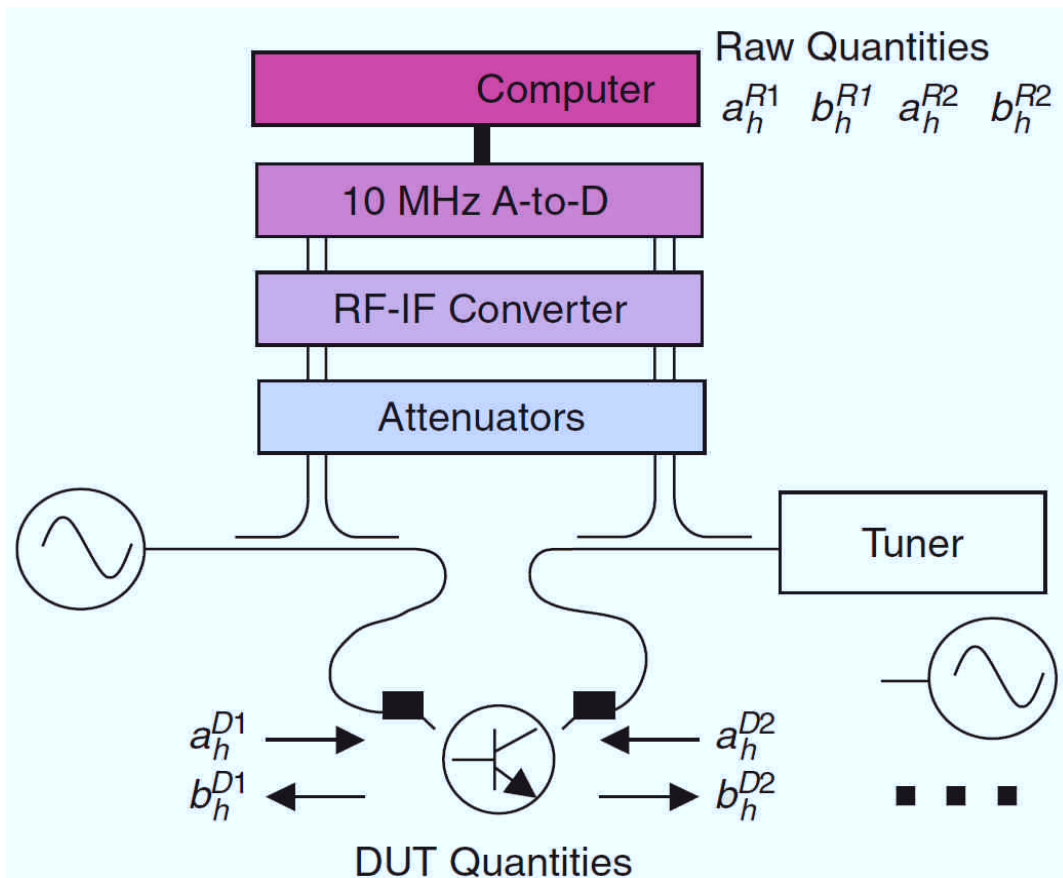 Raw Quantities
Computer
a_h^{R1} b_h^{R1} a_h^{R2} b_h^{R2}
10 MHz A-to-D
RF-IF Converter
Attenuators
Tuner
a_h^{D1}
a_h^{D2}
b_h^{D1}
b_h^{D2}
DUT Quantities